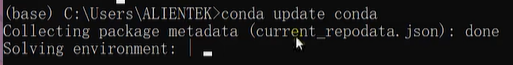 (base) C:\Users\ALIENTEK>conda update conda
Collecting package metadata (current_repodata.json): done
Solving environment: |